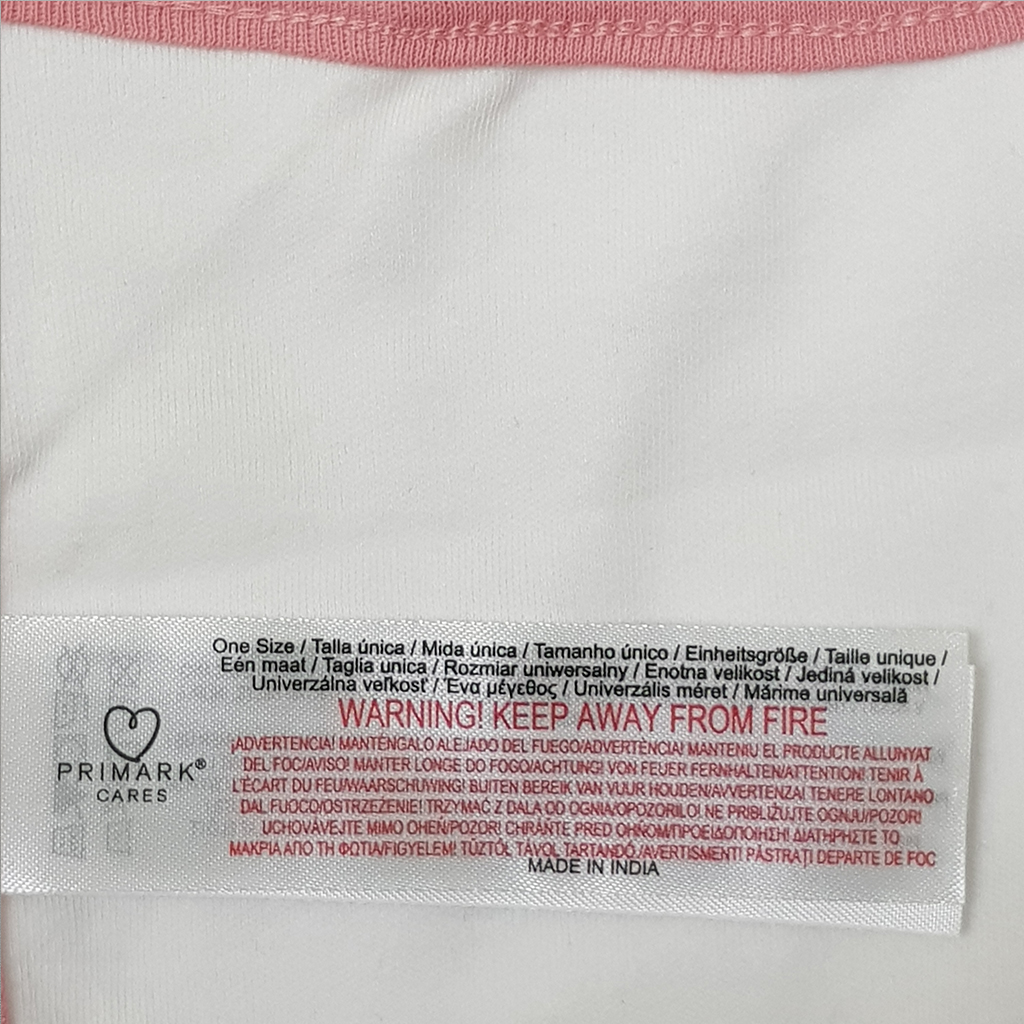 PRIMARK®
CARES
One Size / Talla única / Mida única / Tamanho único / Einheitsgröße / Taille unique /
Eén maat / Taglia unica / Rozmiar uniwersalny / Enotna velikost / Jediná velikost /
Univerzálna veľkosť / Ένα μέγεθος / Univerzális méret / Mărime universală
WARNING! KEEP AWAY FROM FIRE
¡ADVERTENCIA! MANTÉNGALO ALEJADO DEL FUEGO/ADVERTÈNCIA! MANTENIU EL PRODUCTE ALLUNYAT
DEL FOC/AVISO! MANTER LONGE DO FOGO/ACHTUNG! VON FEUER FERNHALTEN/ATTENTION! TENIR À
L'ÉCART DU FEU/WAARSCHUWING! BUITEN BEREIK VAN VUUR HOUDEN/AVVERTENZA! TENERE LONTANO
DAL FUOCO/OSTRZEŻENIE! TRZYMAĆ Z DALA OD OGNIA/OPOZORILO! NE PRIBLIŽUJTE OGNJU/POZOR!
UCHOVÁVEJTE MIMO OHEŇ/POZOR! CHRÁŇTE PRED OHŇOM/ΠΡΟΕΙΔΟΠΟΙΗΣΗ! ΔΙΑΤΗΡΗΣΤΕ ΤΟ
ΜΑΚΡΙΑ ΑΠΟ ΤΗ ΦΩΤΙΑ/FIGYELEM! TŰZTŐL TÁVOL TARTANDÓ./AVERTISMENT! PĂSTRAȚI DEPARTE DE FOC
MADE IN INDIA